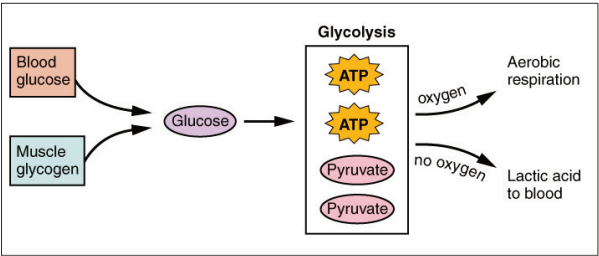 Glycolysis
Blood
glucose
Muscle
glycogen
Glucose
ATP
ATP
Pyruvate
Pyruvate
oxygen
no oxygen
Aerobic
respiration
Lactic acid
to blood